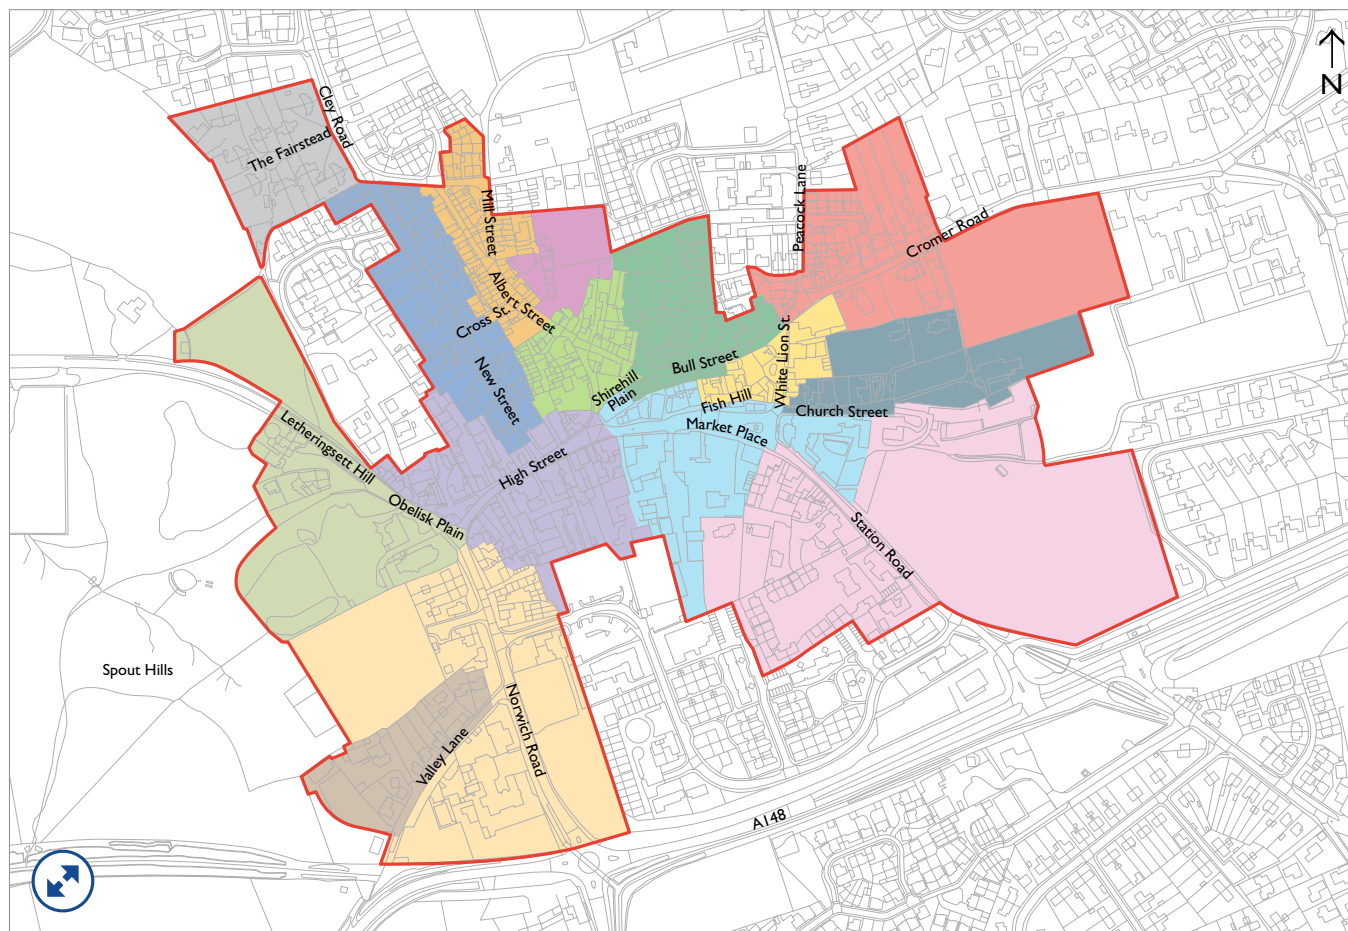 N
Cley Road
The Fairstead
Mill Street
Peacock Lane
Cromer Road
Albert Street
Cross St.
White Lion St.
Bull Street
New Street
Shirehill
Plain
Fish Hill
Church Street
Market Place
Letheringsett Hill
High Street
Obelisk Plain
Station Road
Spout Hills
Norwich Road
Valley Lane
A148